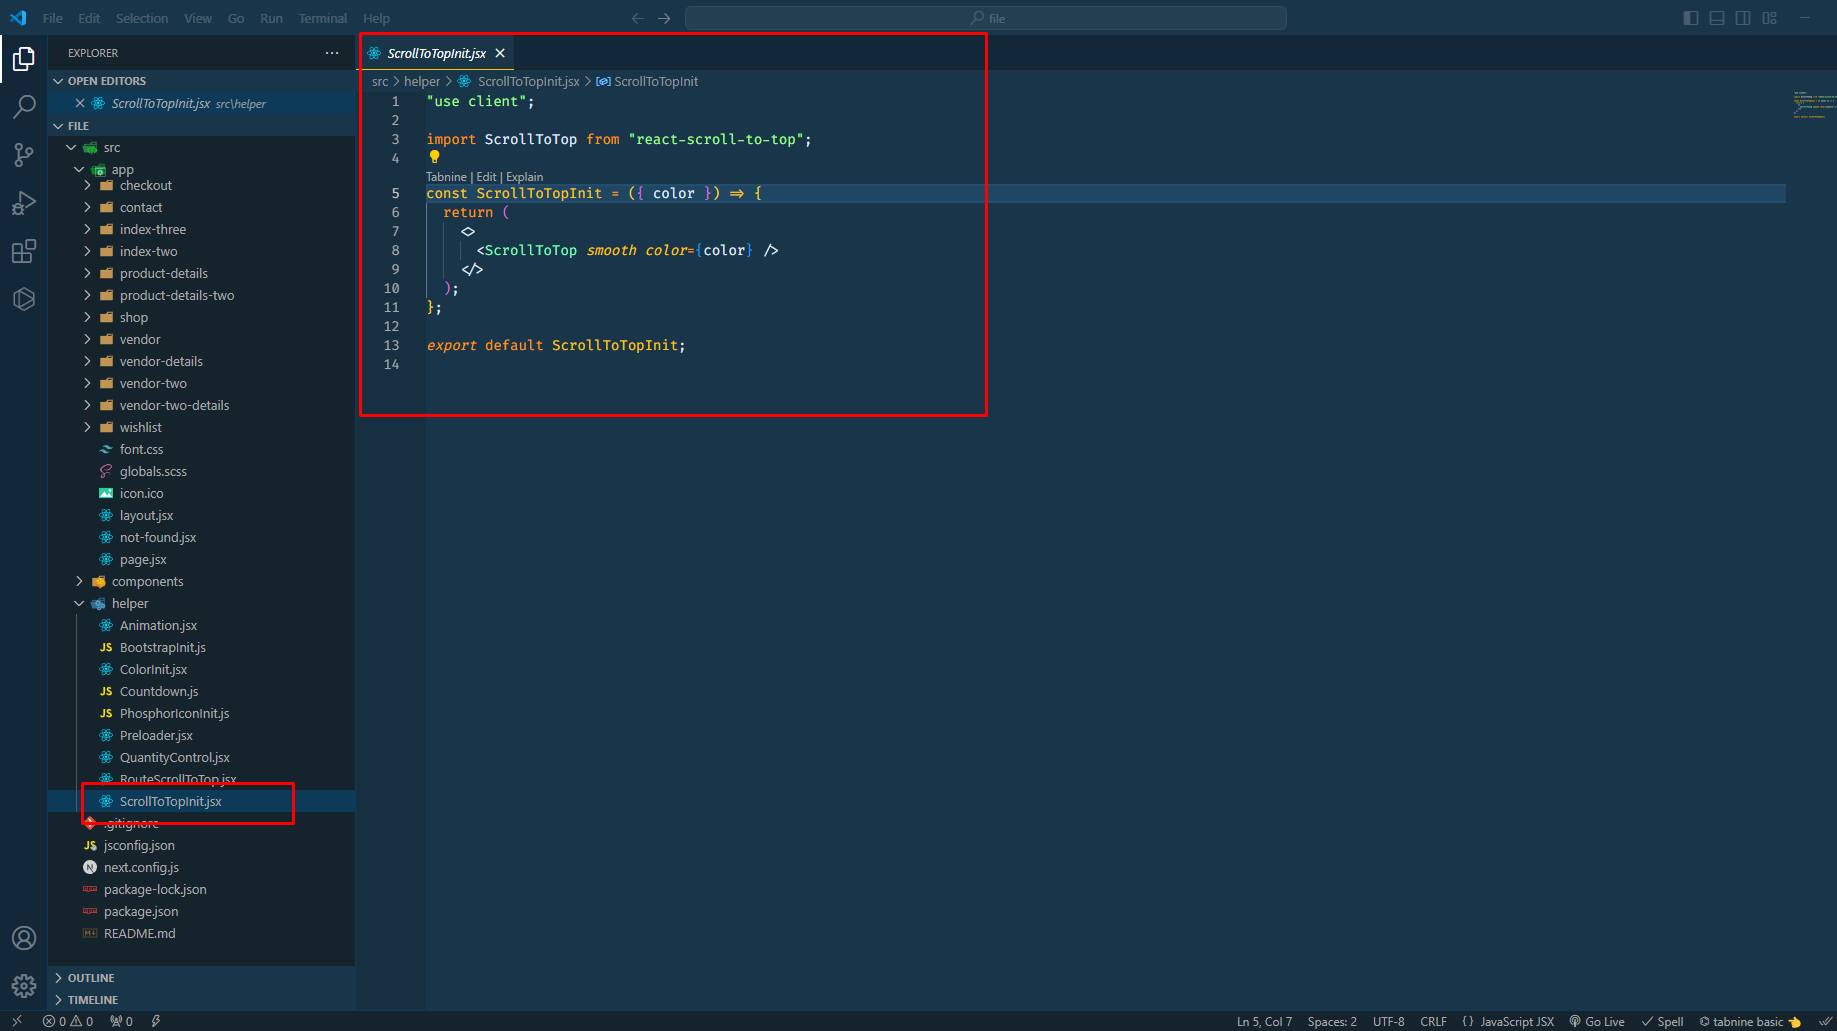 File Edit Selection View Go Run Terminal Help
file
EXPLORER
OPEN EDITORS
ScrollToTopInit.jsx src\helper
FILE
src
app
checkout
contact
index-three
index-two
product-details
product-details-two
shop
vendor
vendor-details
vendor-two
vendor-two-details
wishlist
font.css
globals.scss
icon.ico
layout.jsx
not-found.jsx
page.jsx
components
helper
Animation.jsx
JS BootstrapInit.js
ColorInit.jsx
JS Countdown.js
JS PhosphorIconInit.js
Preloader.jsx
QuantityControl.jsx
RouteScrollToTop.jsx
ScrollToTopInit.jsx
.gitignore
JS jsconfig.json
N next.config.js
package-lock.json
package.json
README.md
OUTLINE
TIMELINE
ScrollToTopInit.jsx
src > helper > ScrollToTopInit.jsx > ScrollToTopInit
1 "use client";
2
3 import ScrollToTop from "react-scroll-to-top";
4
Tabnine | Edit | Explain
5 const ScrollToTopInit = ({ color }) => {
6 return (
7 <>
8 <ScrollToTop smooth color={color} />
9 </>
10 );
11 };
12
13 export default ScrollToTopInit;
14
0 0 0
Ln 5, Col 7 Spaces: 2 UTF-8 CRLF {} JavaScript JSX Go Live Spell tabnine basic